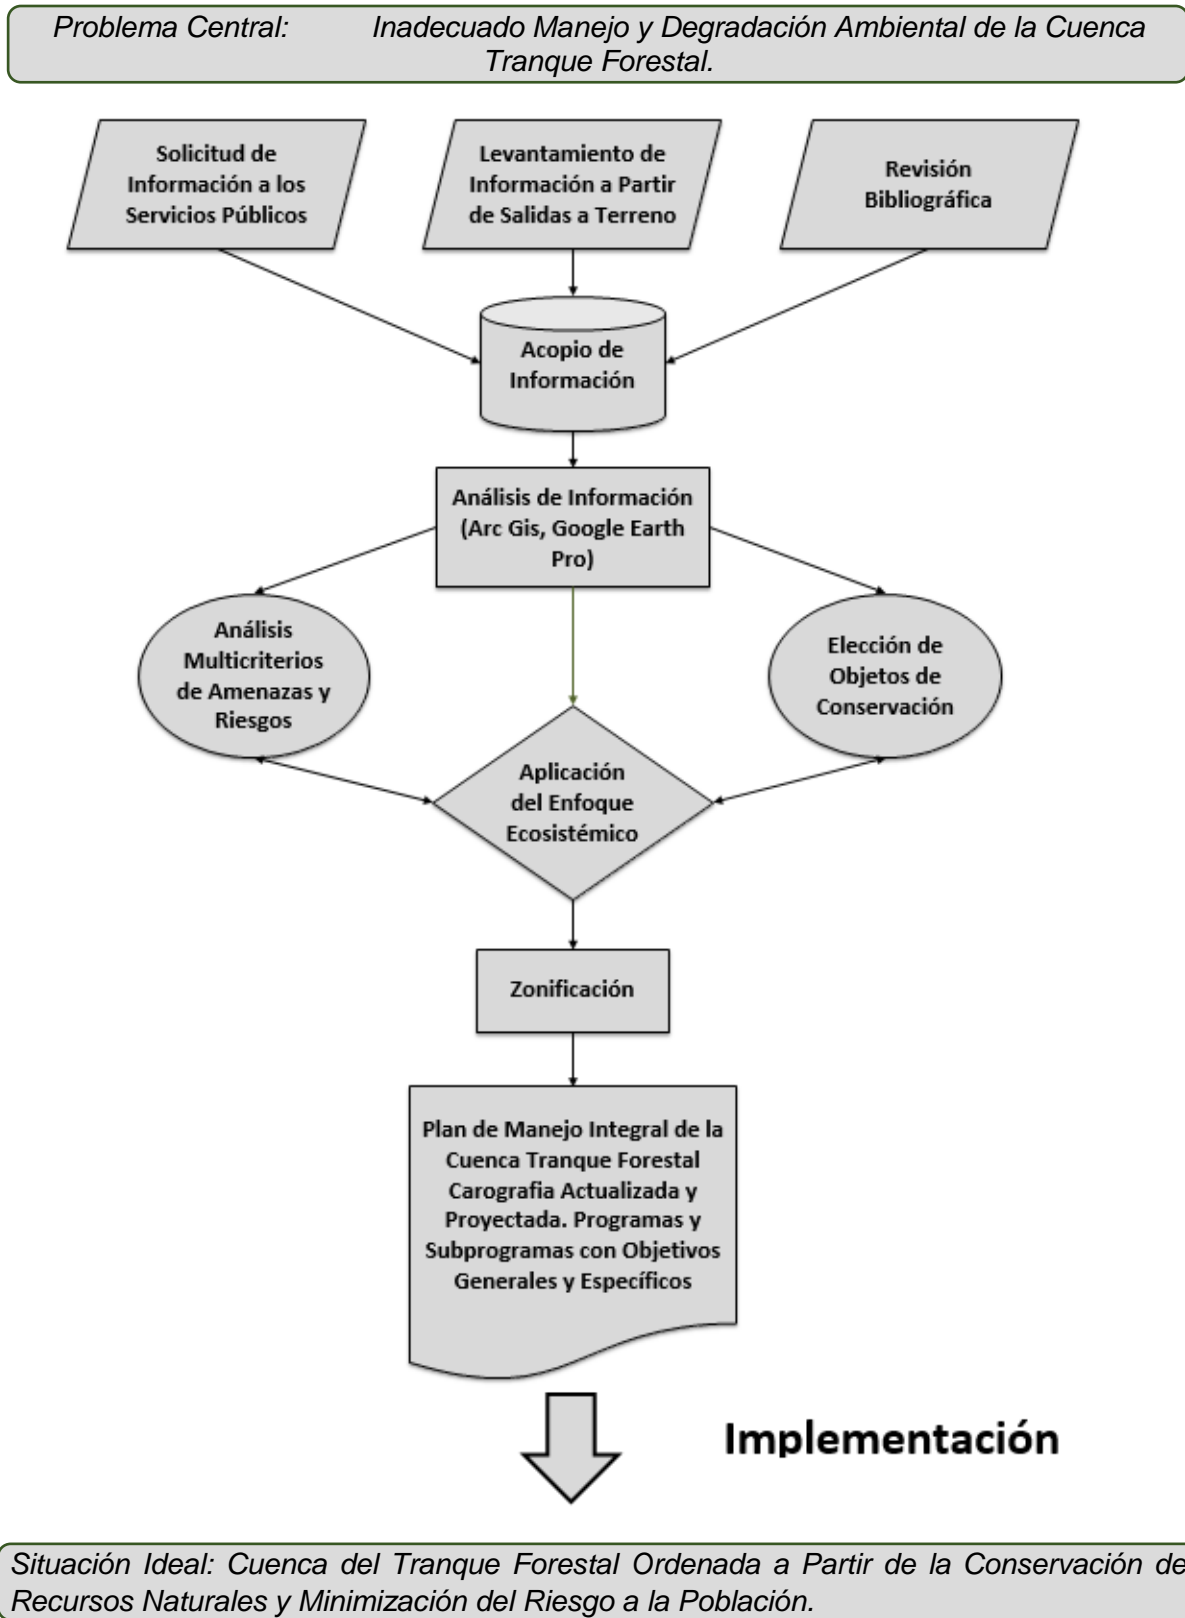 Problema Central: Inadecuado Manejo y Degradación Ambiental de la Cuenca
Tranque Forestal.
Solicitud de
Información a los
Servicios Públicos
Levantamiento de
Información a Partir
de Salidas a Terreno
Revisión
Bibliográfica
Acopio de
Información
Análisis de Información
(Arc Gis, Google Earth
Pro)
Análisis
Multicriterios
de Amenazas y
Riesgos
Elección de
Objetos de
Conservación
Aplicación
del Enfoque
Ecosistémico
Zonificación
Plan de Manejo Integral de la
Cuenca Tranque Forestal
Carografia Actualizada y
Proyectada. Programas y
Subprogramas con Objetivos
Generales y Específicos
Implementación
Situación Ideal: Cuenca del Tranque Forestal Ordenada a Partir de la Conservación de
Recursos Naturales y Minimización del Riesgo a la Población.